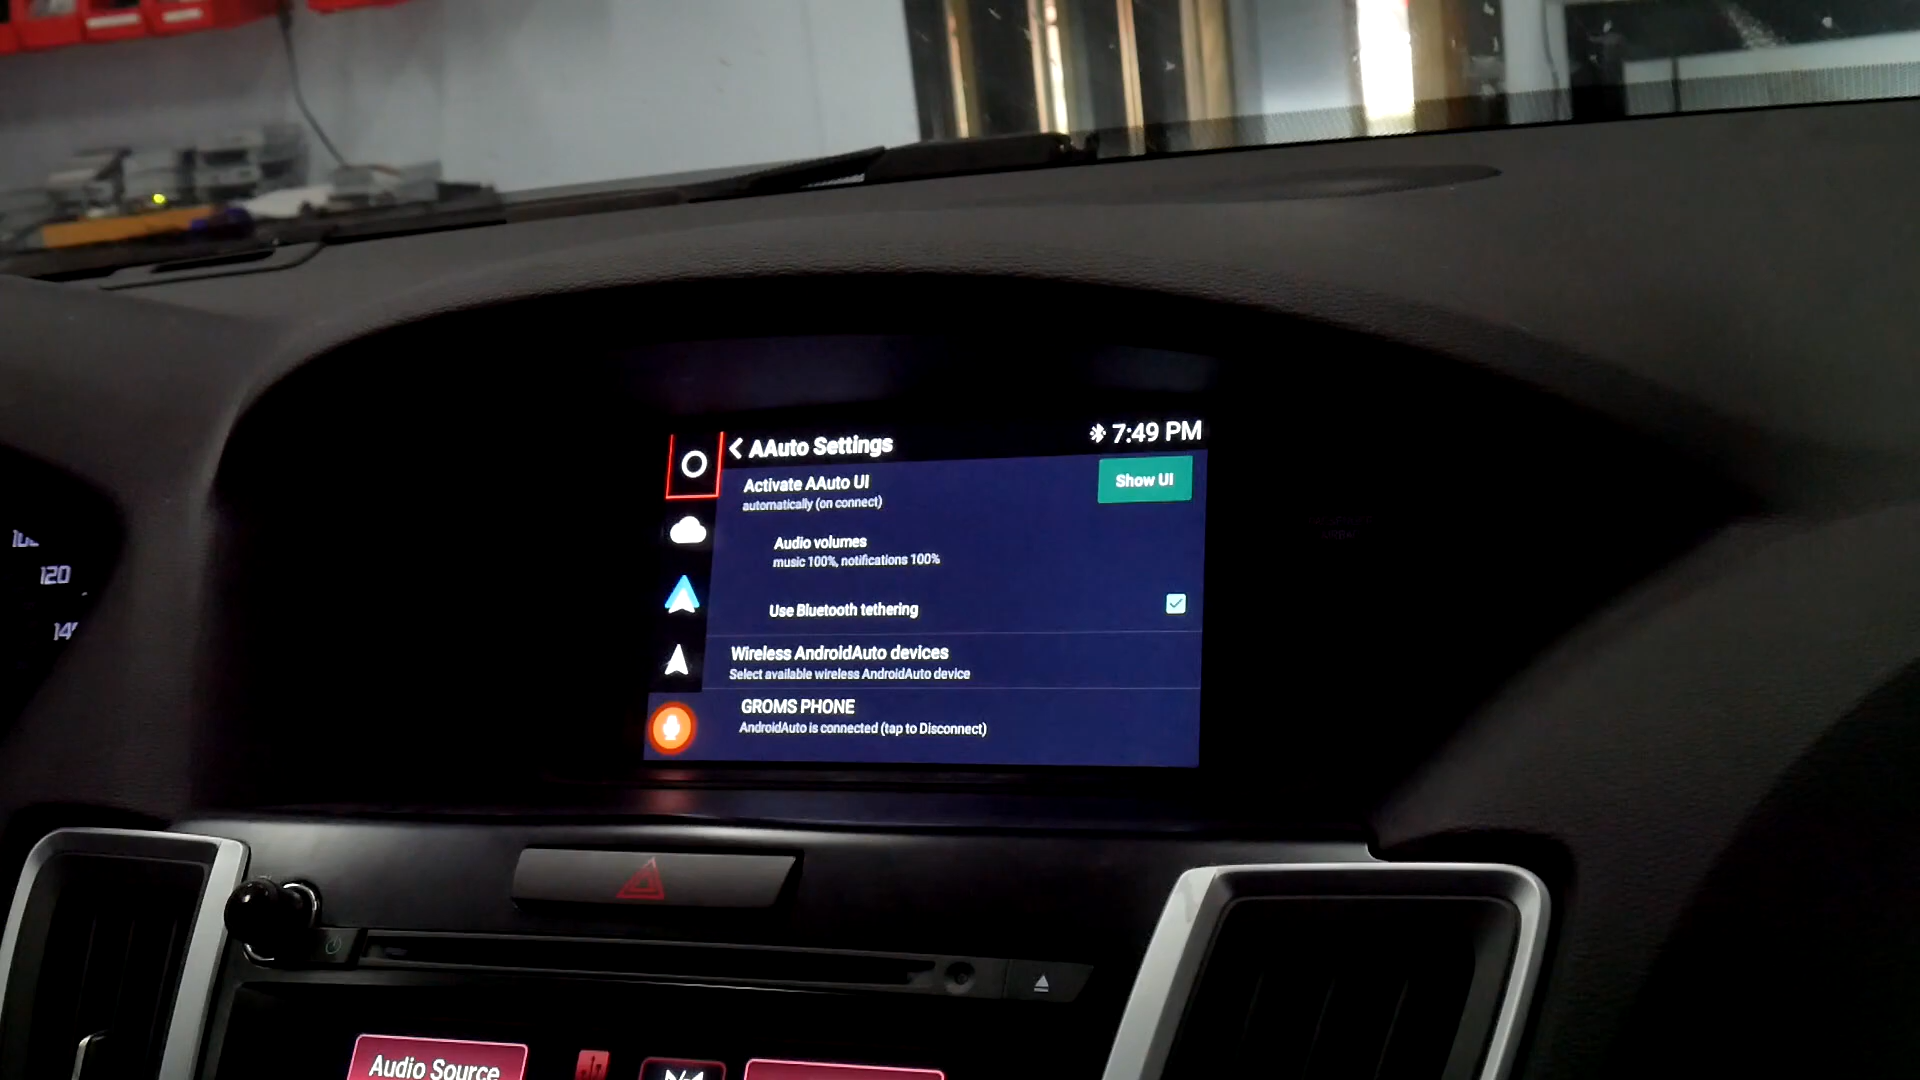 7:49 PM
AAuto Settings
Activate AAuto UI
automatically (on connect)
Show UI
Audio volumes
music 100%, notifications 100%
Use Bluetooth tethering
Wireless AndroidAuto devices
Select available wireless AndroidAuto device
GROMS PHONE
AndroidAuto is connected (tap to Disconnect)
120
Audio Source